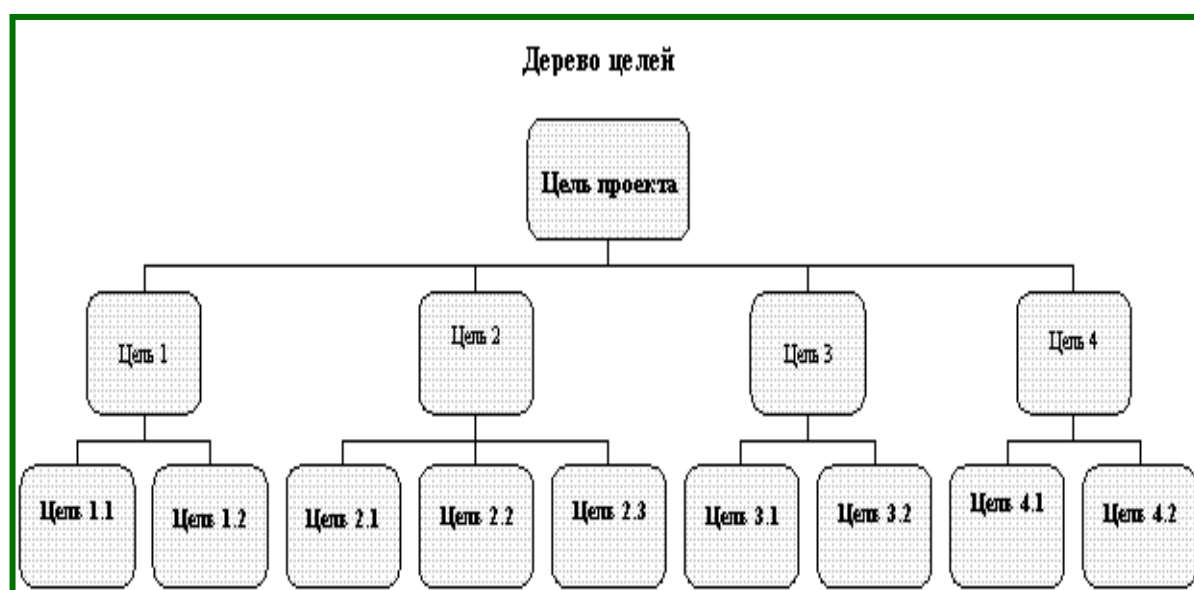 Дерево целей
Цель проекта
Цель 1
Цель 2
Цель 3
Цель 4
Цель 1.1
Цель 1.2
Цель 2.1
Цель 2.2
Цель 2.3
Цель 3.1
Цель 3.2
Цель 4.1
Цель 4.2